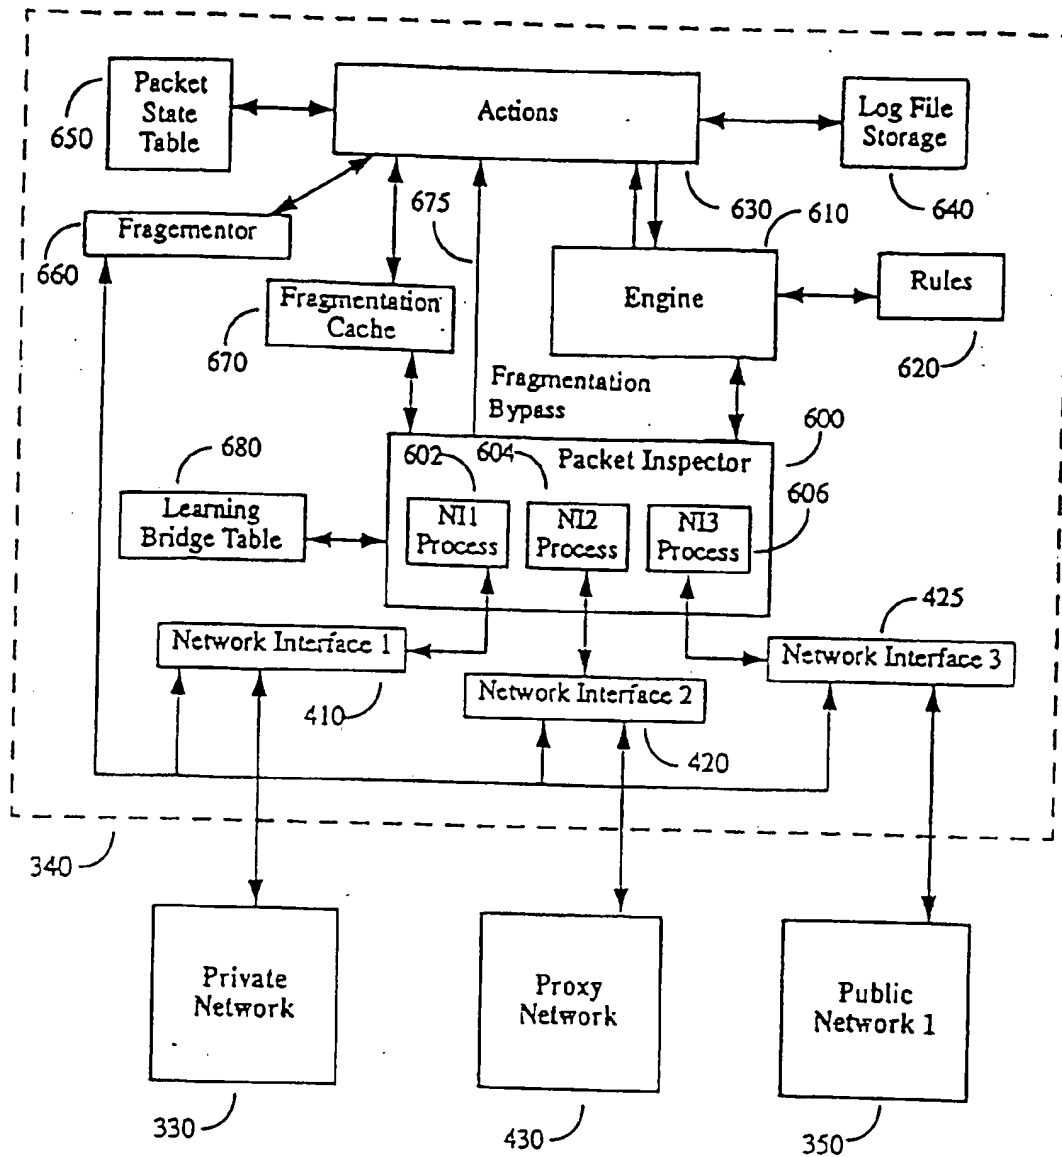 Packet
State
Table
650
Actions
Log File
Storage
640
630
675
Fragementor
660
610
Engine
Rules
620
Fragmentation
Cache
670
Fragmentation
Bypass
600
Packet Inspector
602
604
606
NI1
Process
NI2
Process
NI3
Process
680
Learning
Bridge Table
425
Network Interface 1
410
Network Interface 2
420
Network Interface 3
340
Private
Network
330
Proxy
Network
430
Public
Network 1
350